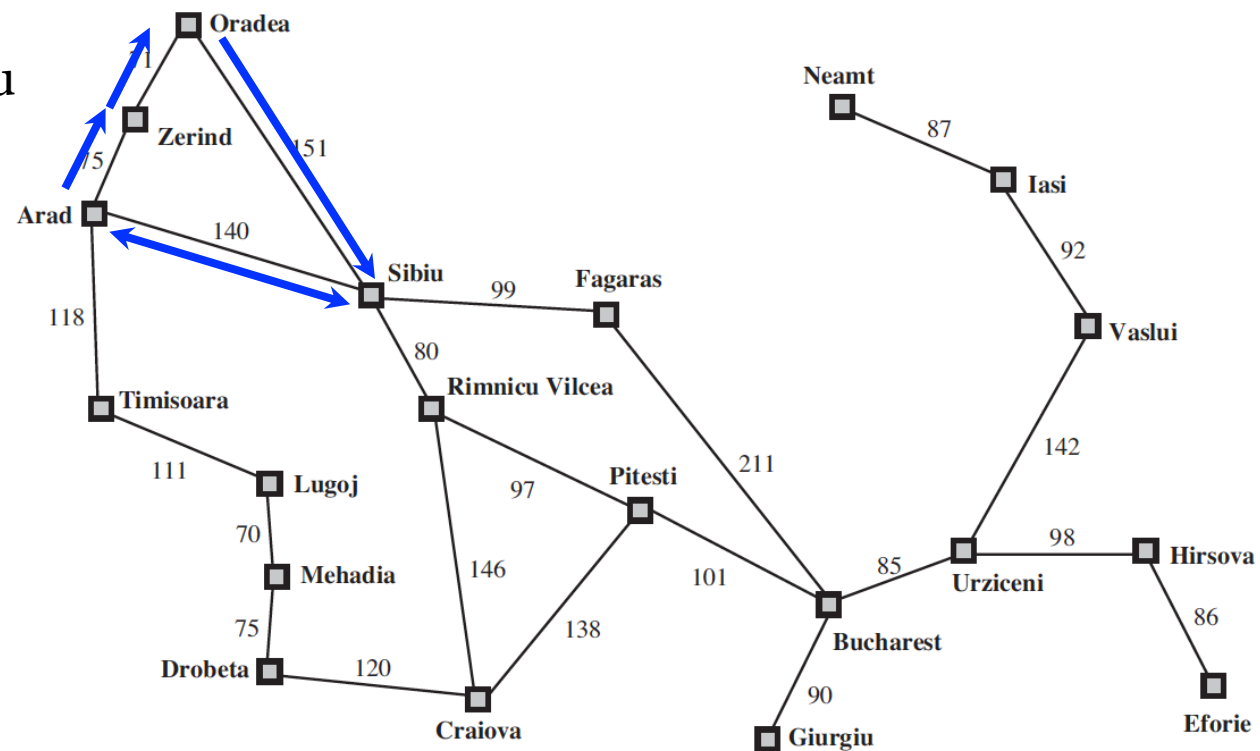 Oradea
u
71
Neamt
87
Zerind
151
75
Iasi
Arad
140
92
Sibiu
Fagaras
99
118
Vaslui
80
Timisoara
Rimnicu Vilcea
142
211
111
Pitesti
Lugoj
97
70
98
Hirsova
146
85
Mehadia
101
Urziceni
86
75
138
Bucharest
Drobeta
120
90
Eforie
Craiova
Giurgiu